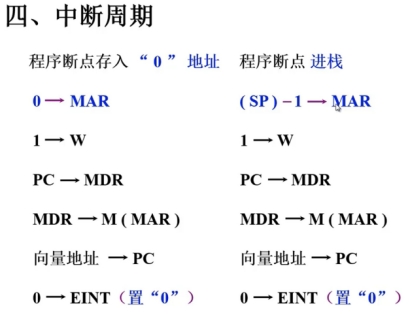 四、中断周期
程序断点存入 “ 0 ” 地址 程序断点 进栈
0 → MAR ( SP ) – 1 → MAR
1 → W 1 → W
PC → MDR PC → MDR
MDR → M ( MAR ) MDR → M ( MAR )
向量地址 → PC 向量地址 → PC
0 → EINT（置“0”） 0 → EINT（置“0”）